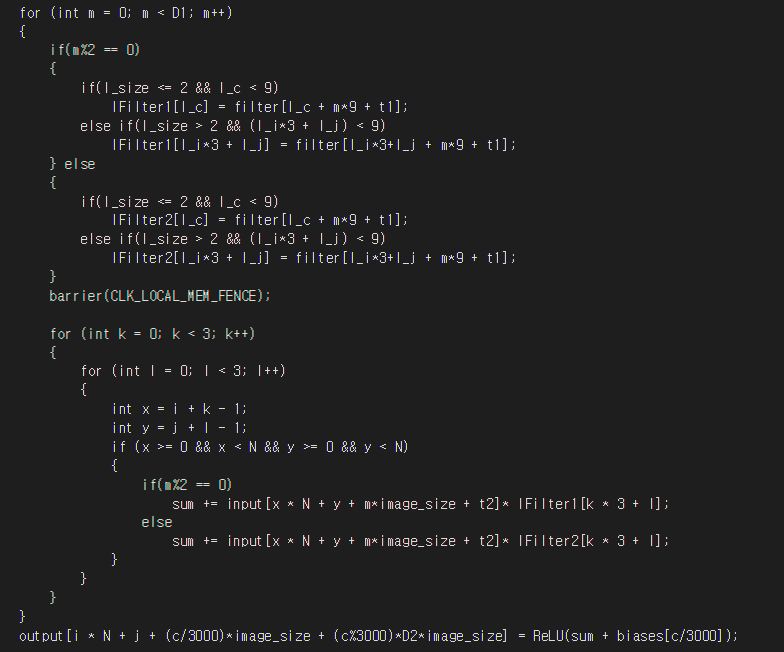 for (int m = 0; m < D1; m++)
{
    if(m%2 == 0)
    {
        if(l_size <= 2 && l_c < 9)
            lFilter1[l_c] = filter[l_c + m*9 + t1];
        else if(l_size > 2 && (l_i*3 + l_j) < 9)
            lFilter1[l_i*3 + l_j] = filter[l_i*3+l_j + m*9 + t1];
    } else
    {
        if(l_size <= 2 && l_c < 9)
            lFilter2[l_c] = filter[l_c + m*9 + t1];
        else if(l_size > 2 && (l_i*3 + l_j) < 9)
            lFilter2[l_i*3 + l_j] = filter[l_i*3+l_j + m*9 + t1];
    }
    barrier(CLK_LOCAL_MEM_FENCE);

    for (int k = 0; k < 3; k++)
    {
        for (int l = 0; l < 3; l++)
        {
            int x = i + k - 1;
            int y = j + l - 1;
            if (x >= 0 && x < N && y >= 0 && y < N)
            {
                if(m%2 == 0)
                    sum += input[x * N + y + m*image_size + t2]* lFilter1[k * 3 + l];
                else
                    sum += input[x * N + y + m*image_size + t2]* lFilter2[k * 3 + l];
            }
        }
    }
}
output[i * N + j + (c/3000)*image_size + (c%3000)*D2*image_size] = ReLU(sum + biases[c/3000]);